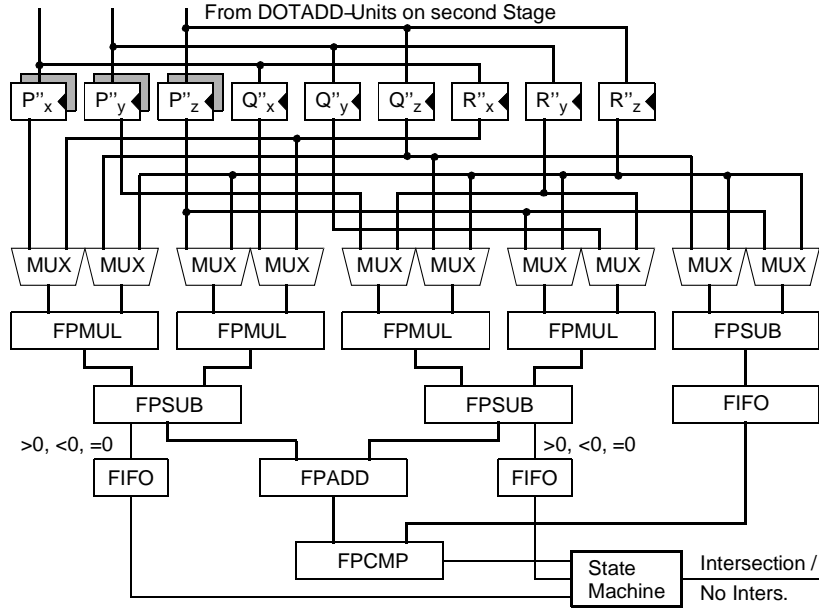 From DOTADD–Units on second Stage
P''x P''y P''z Q''x Q''y Q''z R''x R''y R''z
MUX MUX MUX MUX MUX MUX MUX MUX MUX MUX
FPMUL FPMUL FPMUL FPMUL FPSUB
FPSUB FPSUB FIFO
>0, <0, =0 >0, <0, =0
FIFO FPADD FIFO
FPCMP
State
Machine
Intersection /
No Inters.